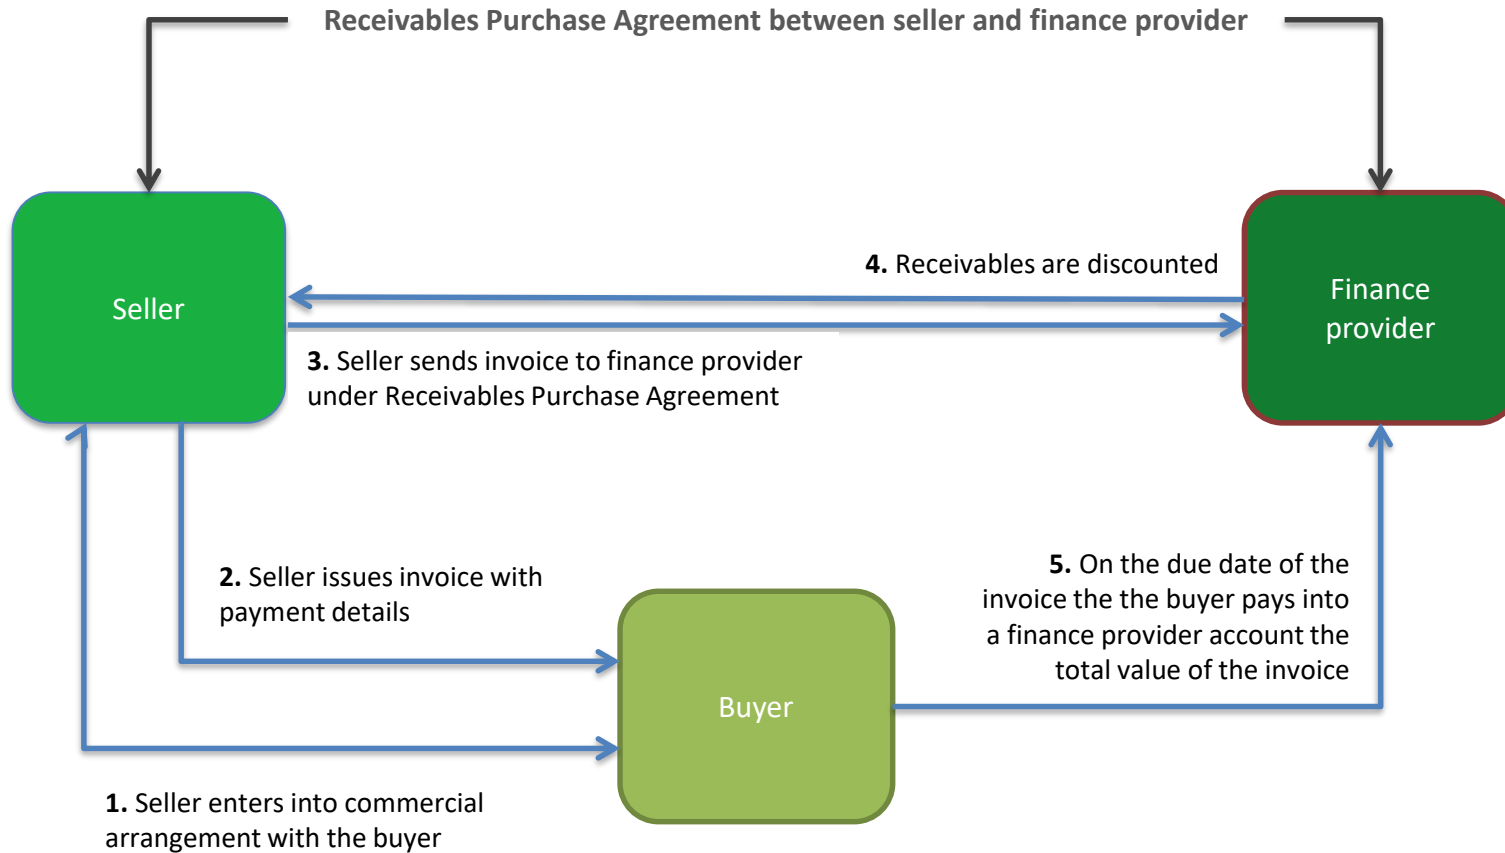 Receivables Purchase Agreement between seller and finance provider
Seller
4. Receivables are discounted
Finance
provider
3. Seller sends invoice to finance provider
under Receivables Purchase Agreement
2. Seller issues invoice with
payment details
5. On the due date of the
invoice the the buyer pays into
a finance provider account the
total value of the invoice
Buyer
1. Seller enters into commercial
arrangement with the buyer